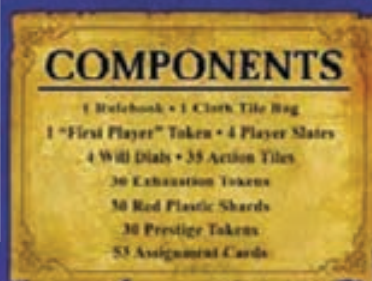 COMPONENTS
1 Rulebook • 1 Cloth Tile Bag
1 "First Player" Token • 4 Player Slates
4 Will Dials • 35 Action Tiles
30 Exhaustion Tokens
50 Red Plastic Shards
30 Prestige Tokens
53 Assignment Cards